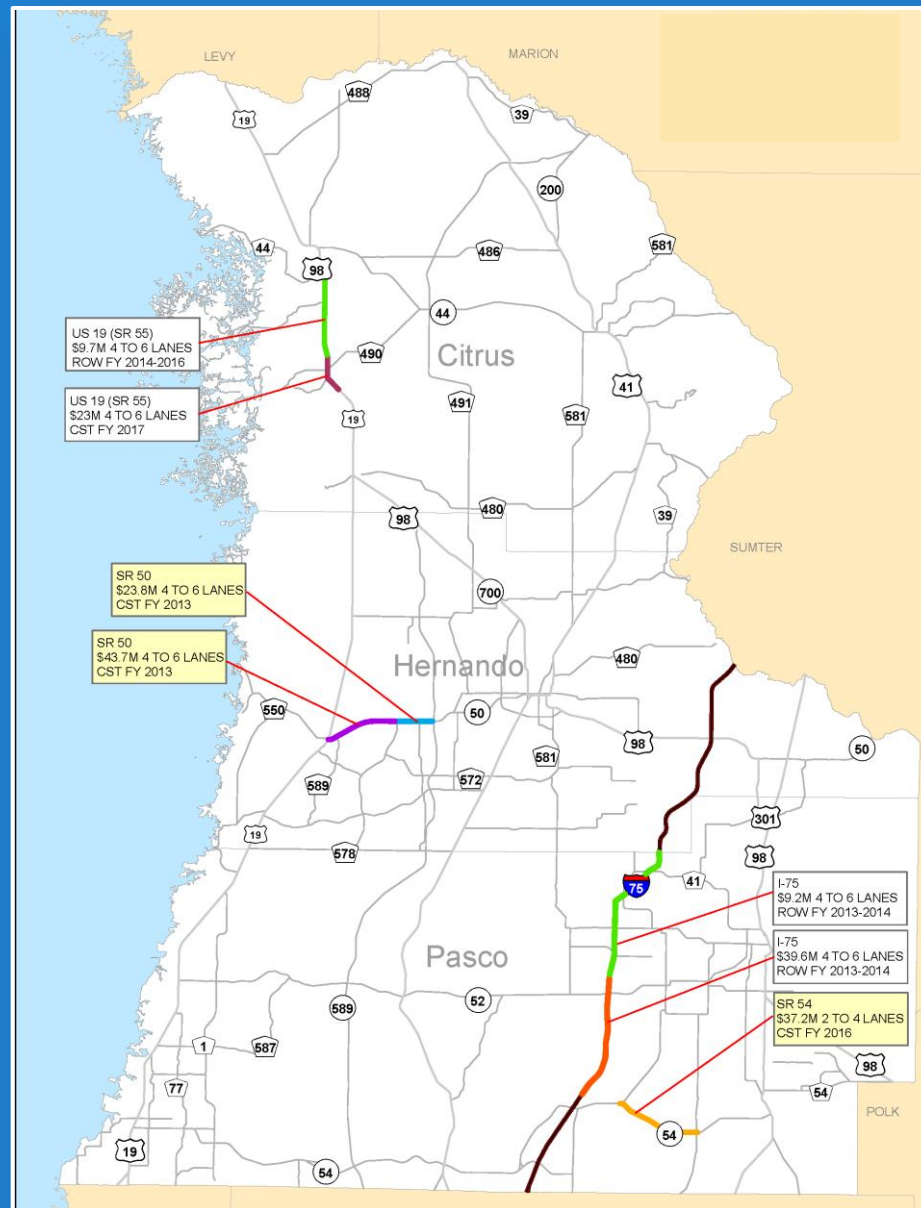 LEVY
MARION
488
19
39
200
44
486
581
98
44
US 19 (SR 55)
$9.7M 4 TO 6 LANES
ROW FY 2014-2016
490
Citrus
US 19 (SR 55)
$23M 4 TO 6 LANES
CST FY 2017
41
19
491
581
98
480
39
SUMTER
SR 50
$23.8M 4 TO 6 LANES
CST FY 2013
700
SR 50
$43.7M 4 TO 6 LANES
CST FY 2013
Hernando
480
550
50
98
50
589
572
581
19
301
578
98
75
41
I-75
$9.2M 4 TO 6 LANES
ROW FY 2013-2014
Pasco
I-75
$39.6M 4 TO 6 LANES
ROW FY 2013-2014
589
52
SR 54
$37.2M 2 TO 4 LANES
CST FY 2016
1
587
98
77
54
POLK
19
54
54